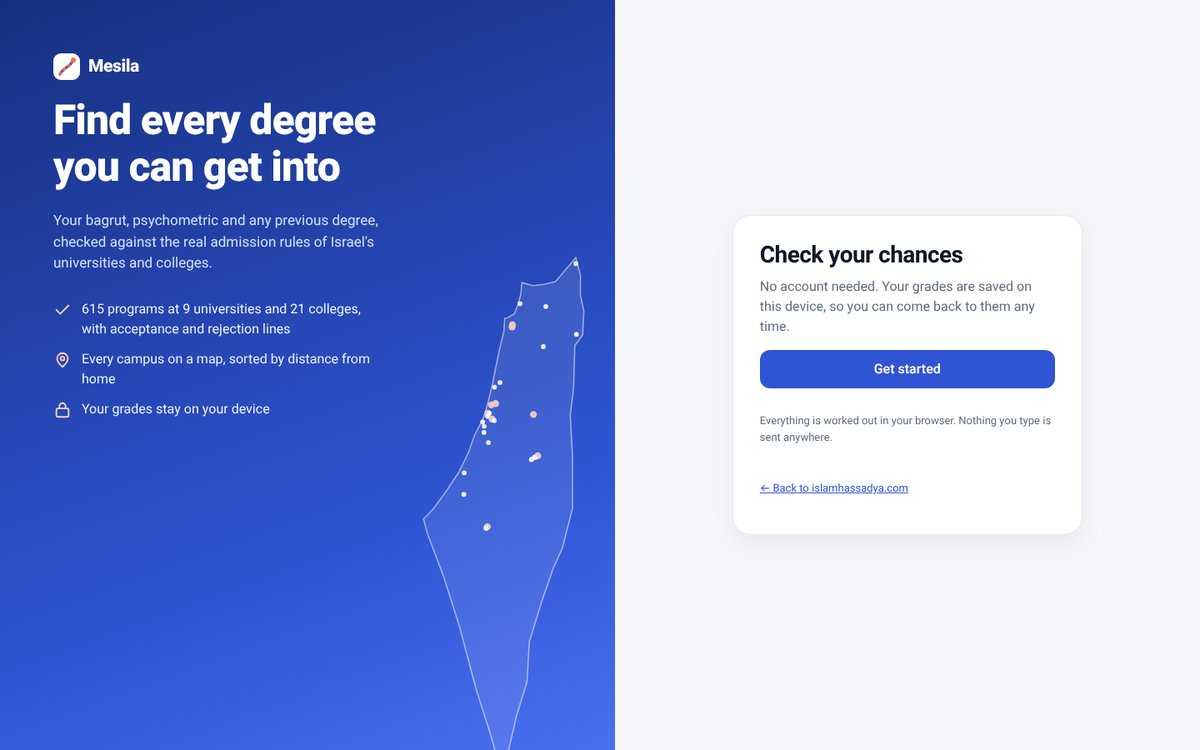 Mesila
Find every degree
you can get into
Your bagrut, psychometric and any previous degree,
checked against the real admission rules of Israel's
universities and colleges.
615 programs at 9 universities and 21 colleges,
with acceptance and rejection lines
Every campus on a map, sorted by distance from
home
Your grades stay on your device
Check your chances
No account needed. Your grades are saved on
this device, so you can come back to them any
time.
Get started
Everything is worked out in your browser. Nothing you type is
sent anywhere.
← Back to islamhassadya.com